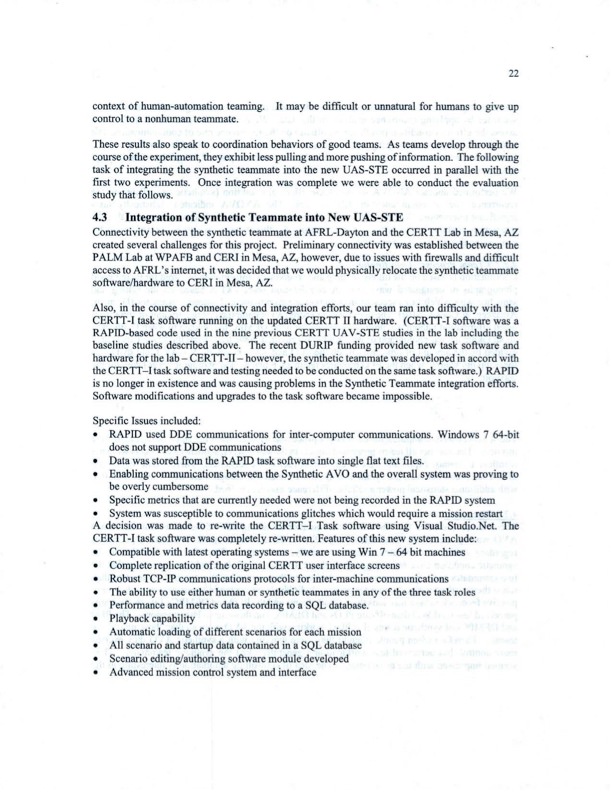 22
context of human-automation teaming. It may be difficult or unnatural for humans to give up
control to a nonhuman teammate.
These results also speak to coordination behaviors of good teams. As teams develop through the
course of the experiment, they exhibit less pulling and more pushing of information. The following
task of integrating the synthetic teammate into the new UAS-STE occurred in parallel with the
first two experiments. Once integration was complete we were able to conduct the evaluation
study that follows.
4.3 Integration of Synthetic Teammate into New UAS-STE
Connectivity between the synthetic teammate at AFRL-Dayton and the CERTT Lab in Mesa, AZ
created several challenges for this project. Preliminary connectivity was established between the
PALM Lab at WPAFB and CERI in Mesa, AZ, however, due to issues with firewalls and difficult
access to AFRL's internet, it was decided that we would physically relocate the synthetic teammate
software/hardware to CERI in Mesa, AZ.
Also, in the course of connectivity and integration efforts, our team ran into difficulty with the
CERTT-I task software running on the updated CERTT II hardware. (CERTT-I software was a
RAPID-based code used in the nine previous CERTT UAV-STE studies in the lab including the
baseline studies described above. The recent DURIP funding provided new task software and
hardware for the lab – CERTT-II – however, the synthetic teammate was developed in accord with
the CERTT–I task software and testing needed to be conducted on the same task software.) RAPID
is no longer in existence and was causing problems in the Synthetic Teammate integration efforts.
Software modifications and upgrades to the task software became impossible.
Specific Issues included:
• RAPID used DDE communications for inter-computer communications. Windows 7 64-bit
does not support DDE communications
• Data was stored from the RAPID task software into single flat text files.
• Enabling communications between the Synthetic AVO and the overall system was proving to
be overly cumbersome
• Specific metrics that are currently needed were not being recorded in the RAPID system
• System was susceptible to communications glitches which would require a mission restart
A decision was made to re-write the CERTT–I Task software using Visual Studio.Net. The
CERTT-I task software was completely re-written. Features of this new system include:
• Compatible with latest operating systems – we are using Win 7 – 64 bit machines
• Complete replication of the original CERTT user interface screens
• Robust TCP-IP communications protocols for inter-machine communications
• The ability to use either human or synthetic teammates in any of the three task roles
• Performance and metrics data recording to a SQL database.
• Playback capability
• Automatic loading of different scenarios for each mission
• All scenario and startup data contained in a SQL database
• Scenario editing/authoring software module developed
• Advanced mission control system and interface